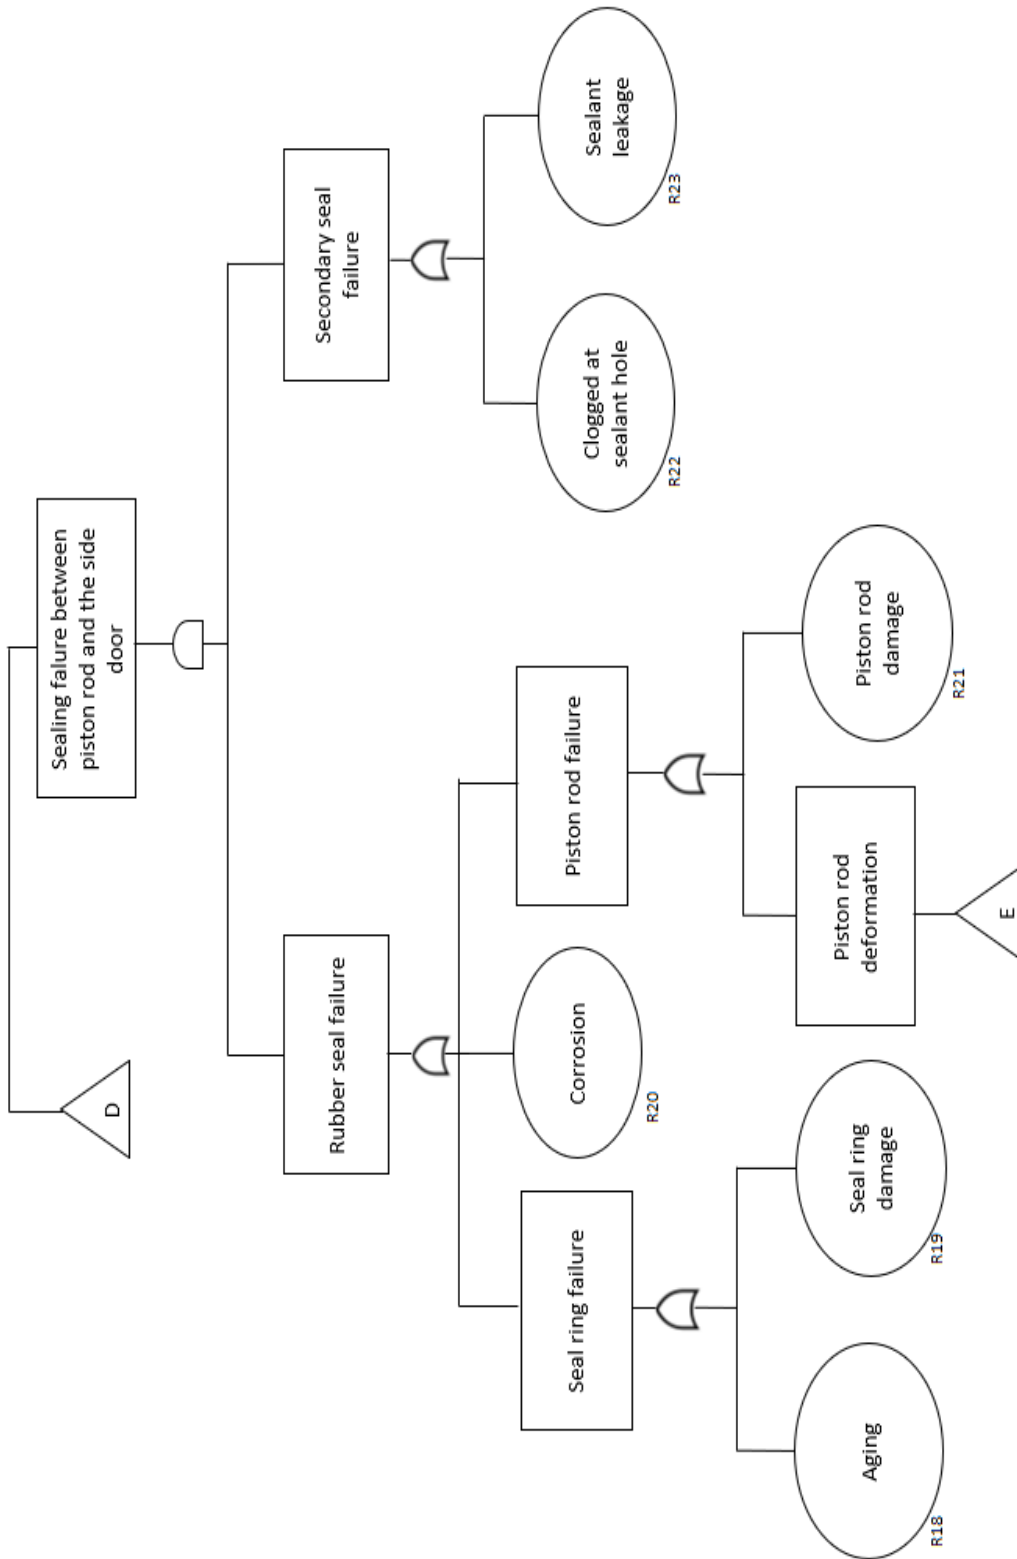 D
Sealing falure between
piston rod and the side
door
Rubber seal failure
Secondary seal
failure
Seal ring failure
Corrosion
R20
Piston rod failure
Clogged at
sealant hole
R22
Sealant
leakage
R23
Aging
R18
Seal ring
damage
R19
Piston rod
deformation
Piston rod
damage
R21
E